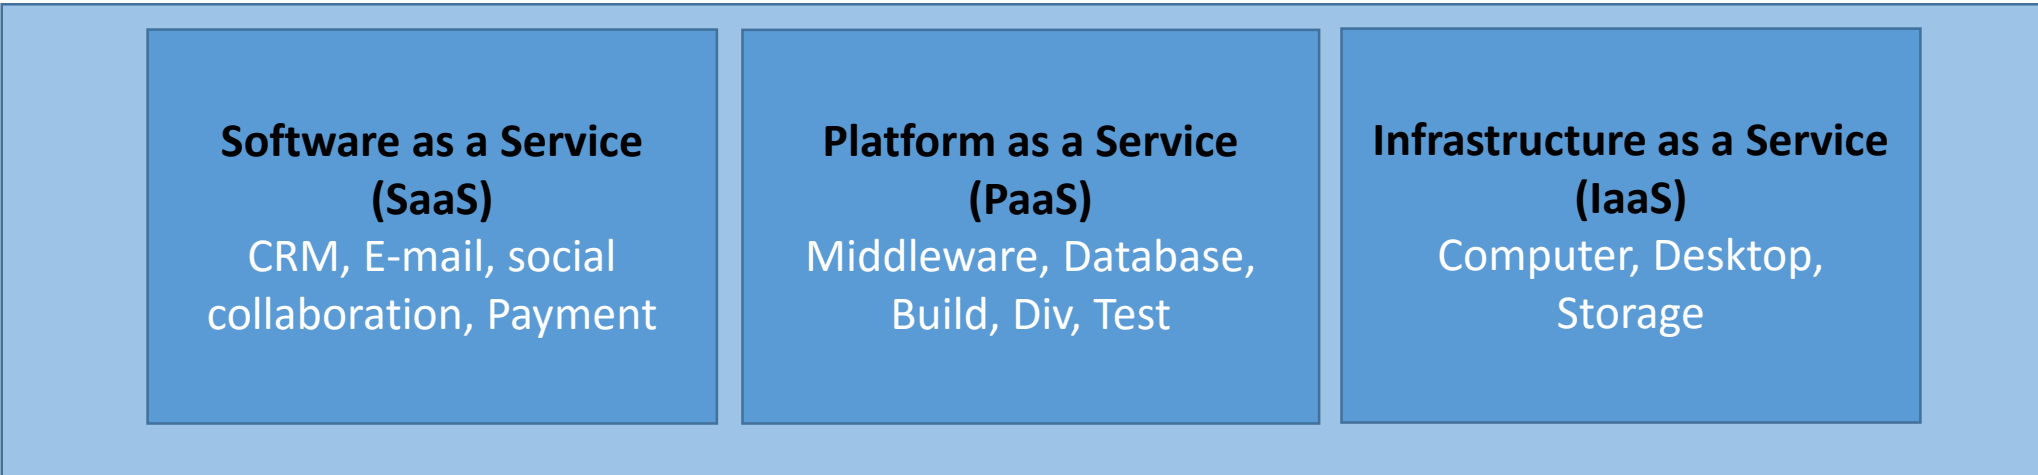 Software as a Service
(SaaS)
CRM, E-mail, social
collaboration, Payment
Platform as a Service
(PaaS)
Middleware, Database,
Build, Div, Test
Infrastructure as a Service
(IaaS)
Computer, Desktop,
Storage